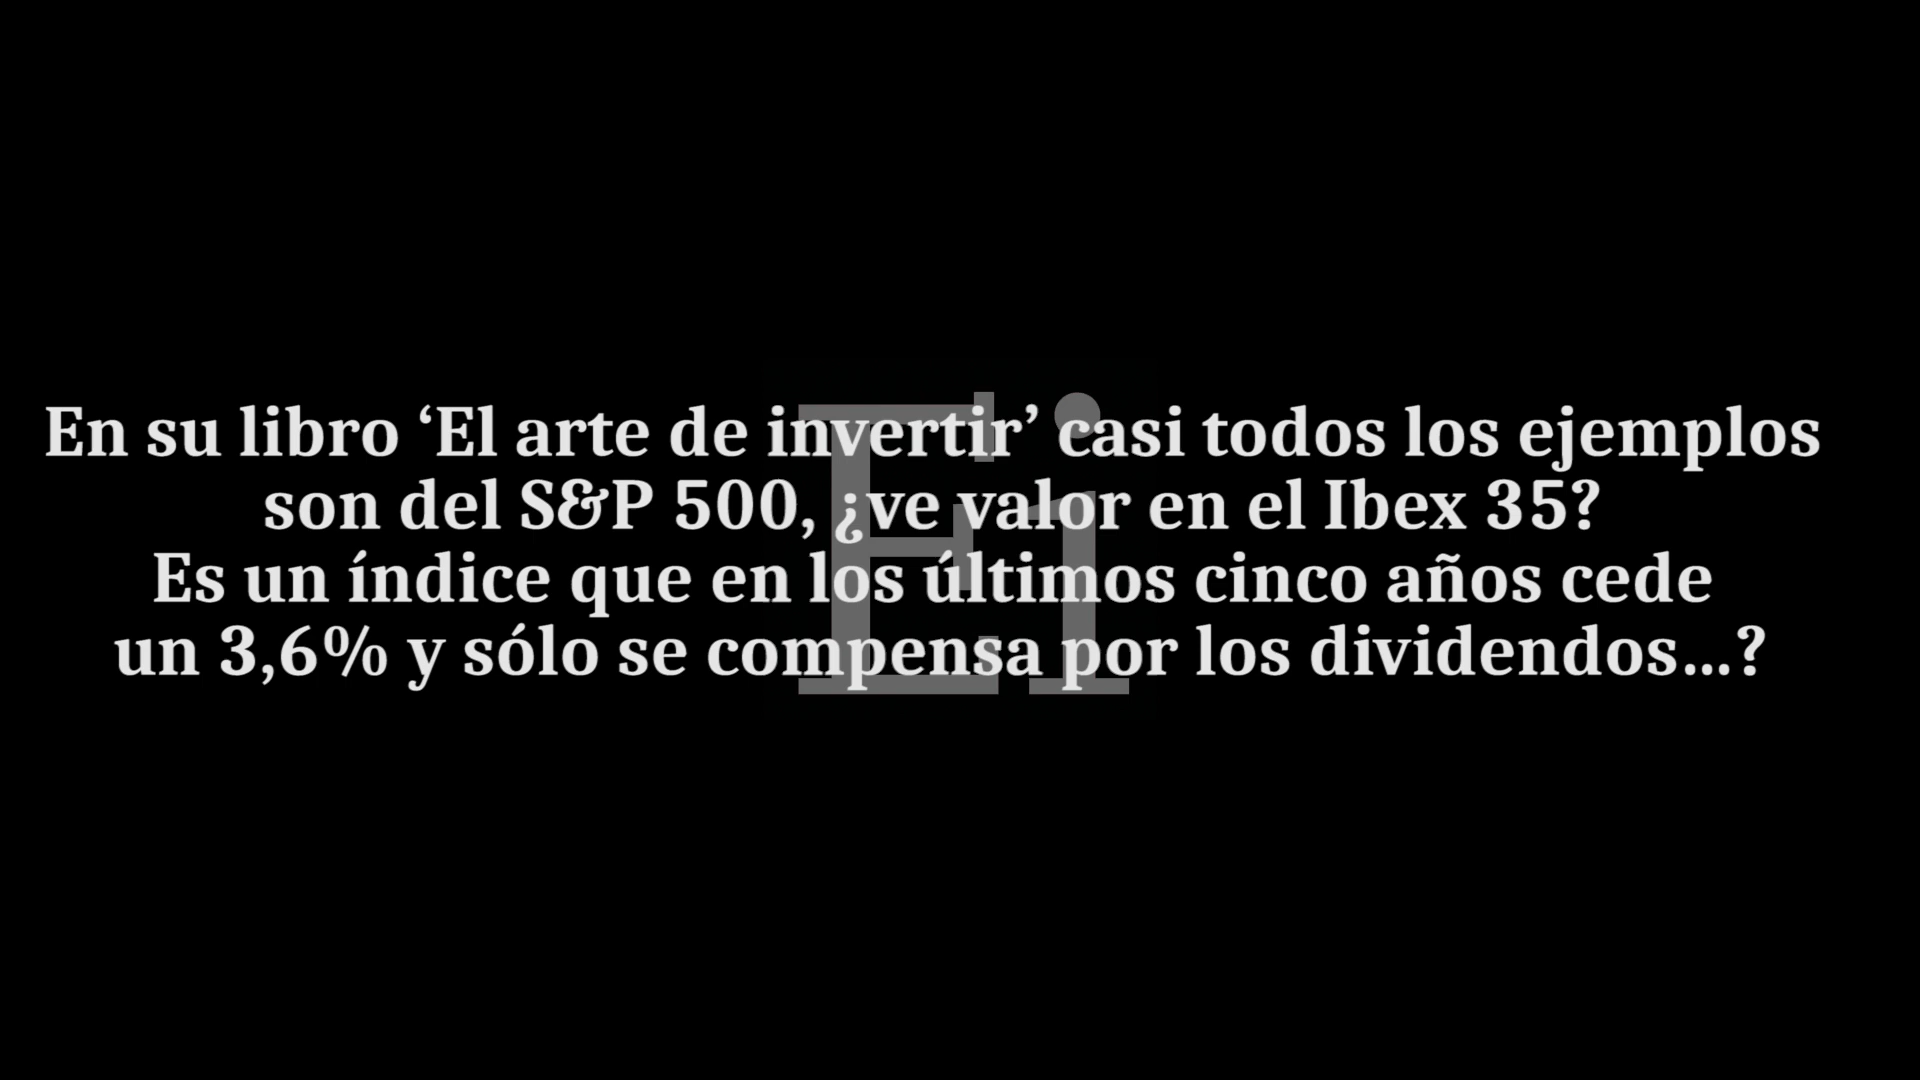 En su libro ‘El arte de invertir’ casi todos los ejemplos
son del S&P 500, ¿ve valor en el Ibex 35?
Es un índice que en los últimos cinco años cede
un 3,6% y sólo se compensa por los dividendos...?
Ei